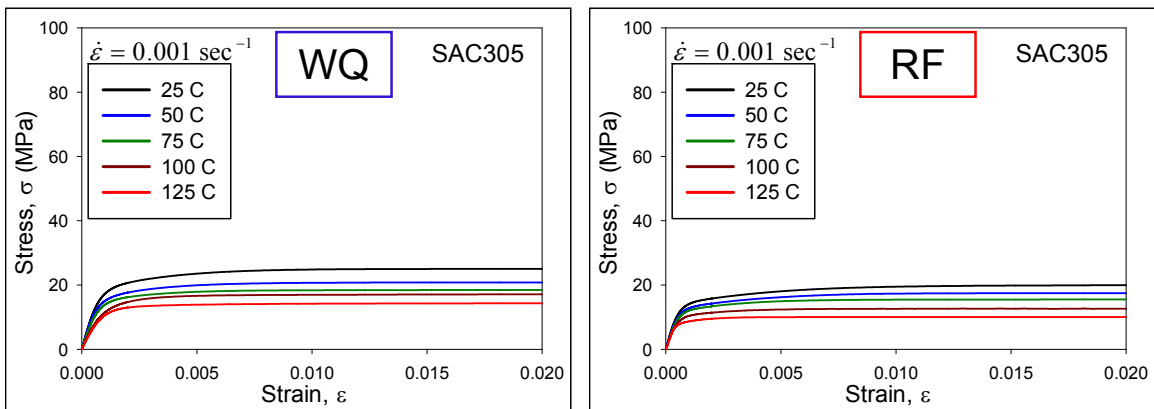 ε̇ = 0.001 sec⁻¹
WQ
SAC305
25 C
50 C
75 C
100 C
125 C
Stress, σ (MPa)
100
80
60
40
20
0
0.000 0.005 0.010 0.015 0.020
Strain, ε
ε̇ = 0.001 sec⁻¹
RF
SAC305
25 C
50 C
75 C
100 C
125 C
Stress, σ (MPa)
100
80
60
40
20
0
0.000 0.005 0.010 0.015 0.020
Strain, ε